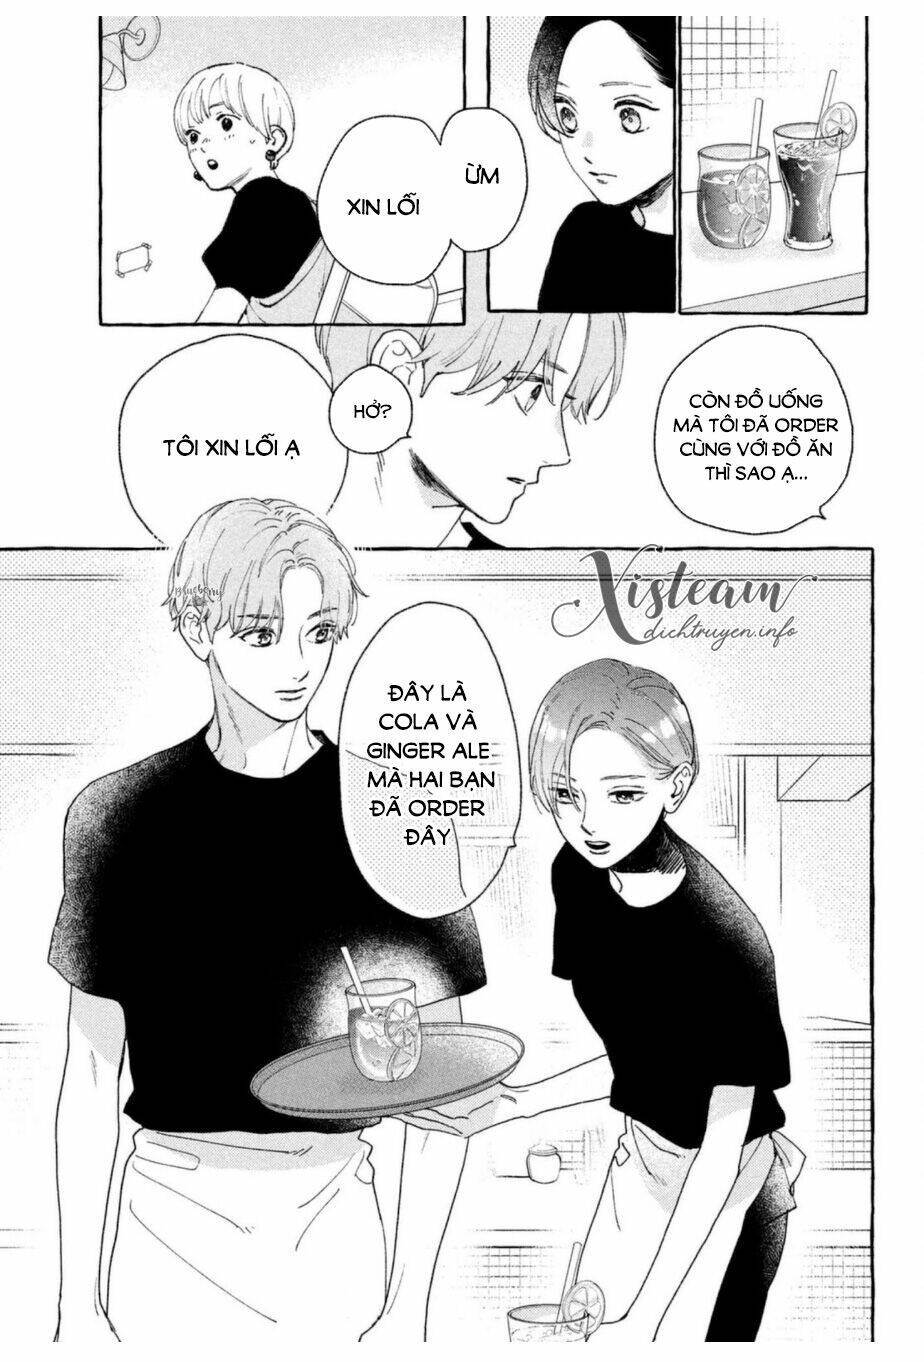 ỪM
XIN LỖI
CÒN ĐỒ UỐNG
MÀ TÔI ĐÃ ORDER
CÙNG VỚI ĐỒ ĂN
THÌ SAO Ạ...
HỞ?
TÔI XIN LỖI Ạ
Xisteam
dichtruyen.info
Blueberry
ĐÂY LÀ
COLA VÀ
GINGER ALE
MÀ HAI BẠN
ĐÃ ORDER
ĐÂY